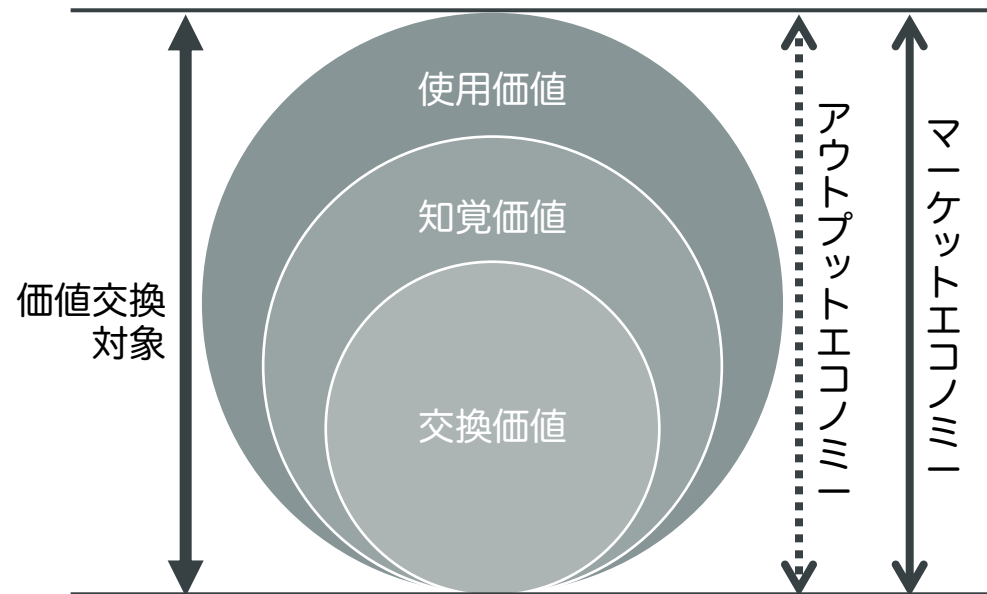 使用価値
知覚価値
交換価値
価値交換
対象
アウトプットエコノミー
マーケットエコノミー